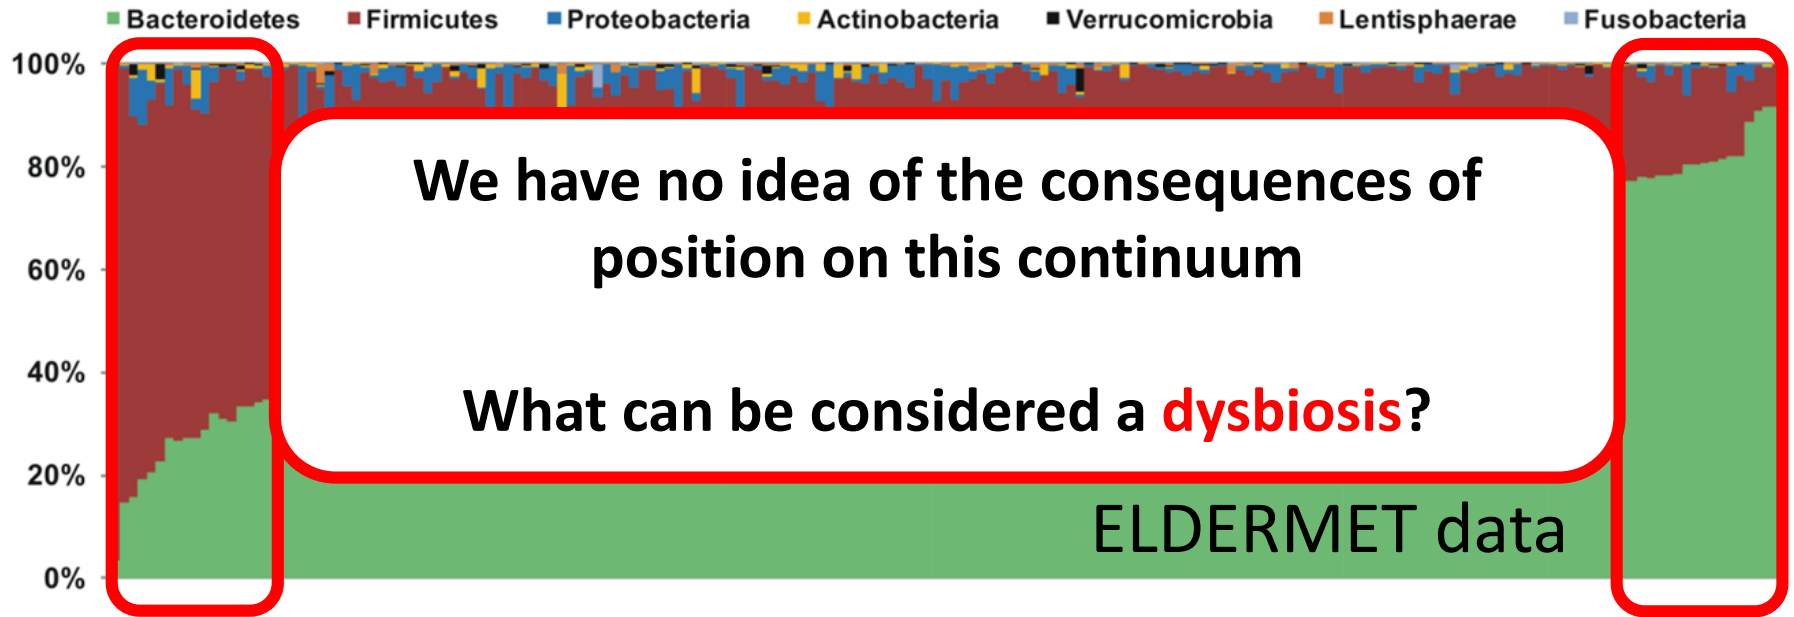 Bacteroidetes Firmicutes Proteobacteria Actinobacteria Verrucomicrobia Lentisphaerae Fusobacteria
100%
80%
60%
40%
20%
0%
We have no idea of the consequences of
position on this continuum
What can be considered a dysbiosis?
ELDERMET data